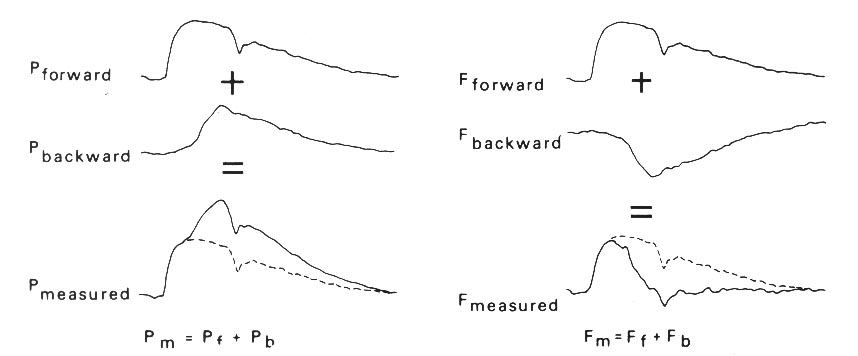 P forward
+
P backward
=
P measured
P m = P f + P b
F forward
+
F backward
=
F measured
F m = F f + F b